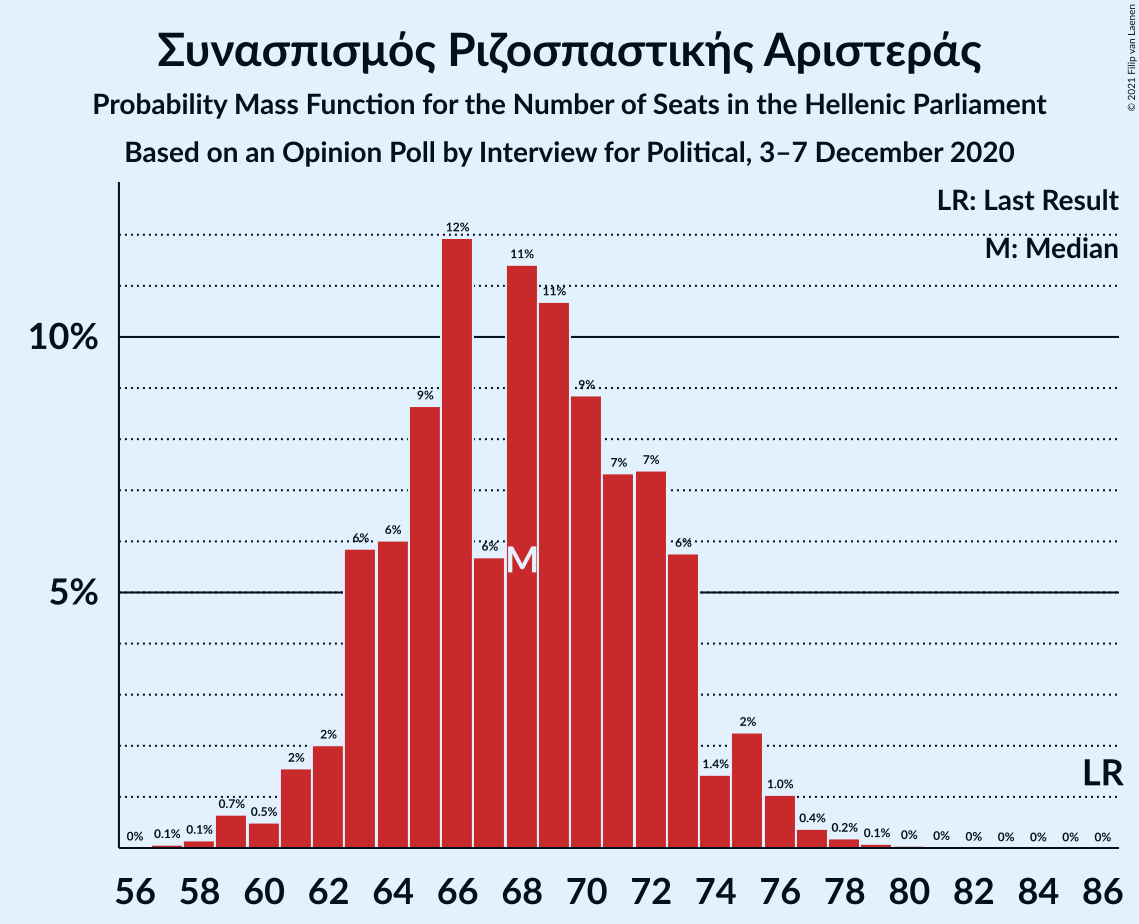 Συνασπισμός Ριζοσπαστικής Αριστεράς
Probability Mass Function for the Number of Seats in the Hellenic Parliament
Based on an Opinion Poll by Interview for Political, 3–7 December 2020
© 2021 Filip van Laenen
LR: Last Result
M: Median
10%
5%
0% 0.1% 0.1% 0.7% 0.5% 2% 2% 6% 6% 9% 12% 6% 11% 11% 9% 7% 7% 6% 1.4% 2% 1.0% 0.4% 0.2% 0.1% 0% 0% 0% 0% 0% 0% 0%
M
LR
56 58 60 62 64 66 68 70 72 74 76 78 80 82 84 86